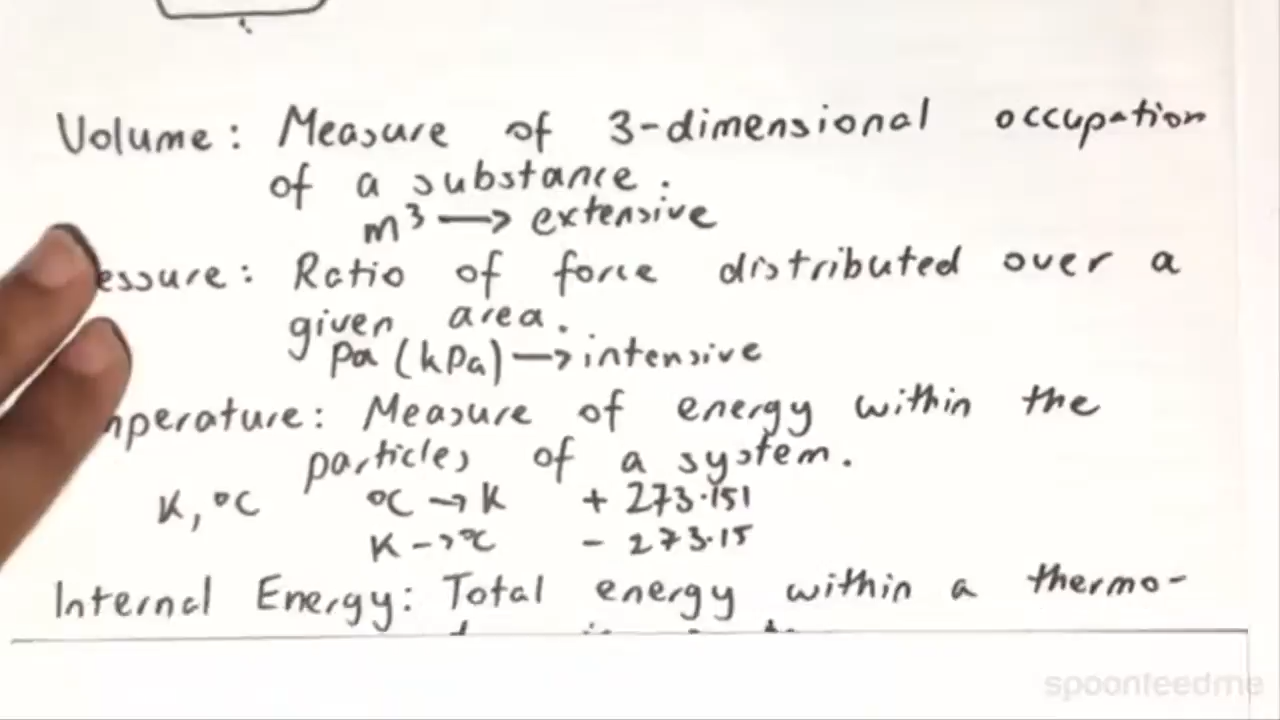 Volume: Measure of 3-dimensional occupation
of a substance.
m³ → extensive
essure: Ratio of force distributed over a
given area.
Pa (kPa) → intensive
mperature: Measure of energy within the
particles of a system.
K, °C °C → K + 273.151
K → °C - 273.15
Internal Energy: Total energy within a thermo-
spoonfeedme